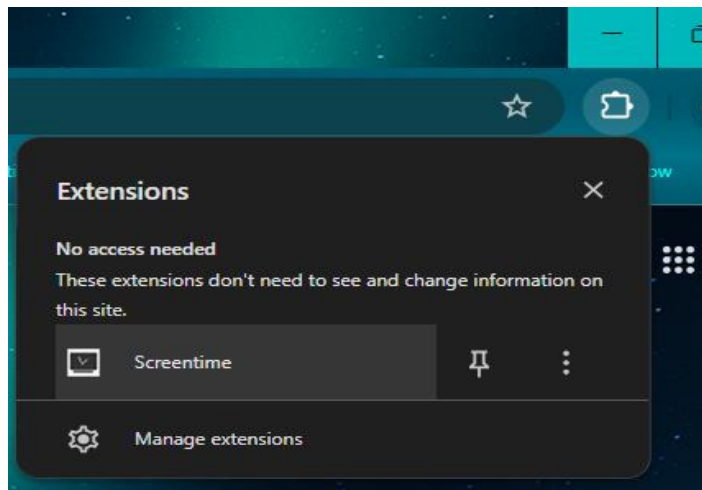 Extensions
No access needed
These extensions don't need to see and change information on
this site.
Screentime
Manage extensions